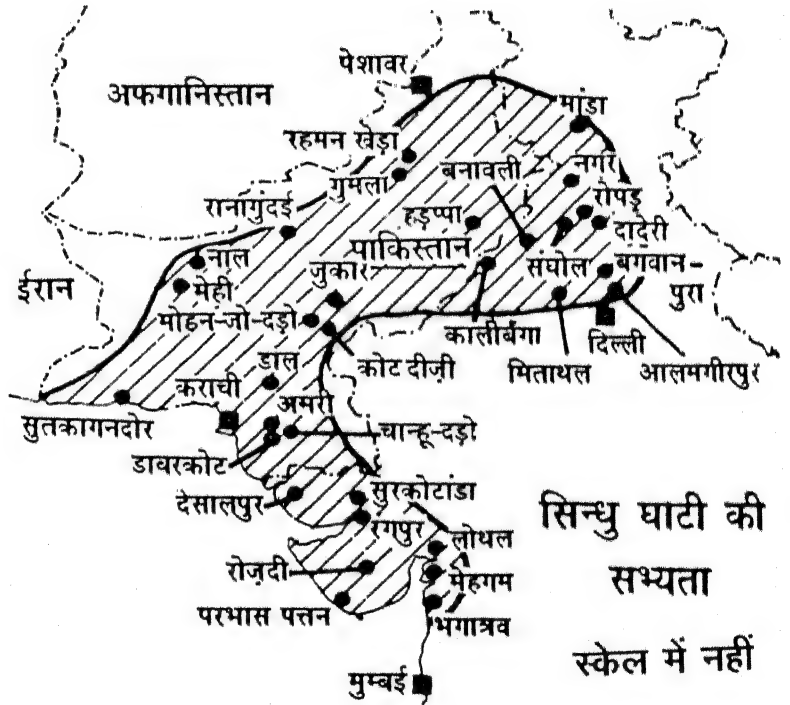 पेशावर
अफगानिस्तान
मांडा
रहमन खेड़ा
बनावली
नगर
गुमला
रोपड़
रानागुंदई
हड़प्पा
दादेरी
पाकिस्तान
नाल
जुकार
संघोल
बगवान-
पुरा
ईरान
मेही
मोहन-जो-दड़ो
कालीबंगा
दिल्ली
डाल
कोट दीज़ी
मिताथल
आलमगीरपुर
कराची
अमरी
सुतकागनदोर
चान्हू-दड़ो
डावरकोट
देसालपुर
सुरकोटांडा
रंगपुर
लोथल
रोज़दी
मेहगम
परभास पत्तन
भगात्रव
मुम्बई
सिन्धु घाटी की
सभ्यता
स्केल में नहीं